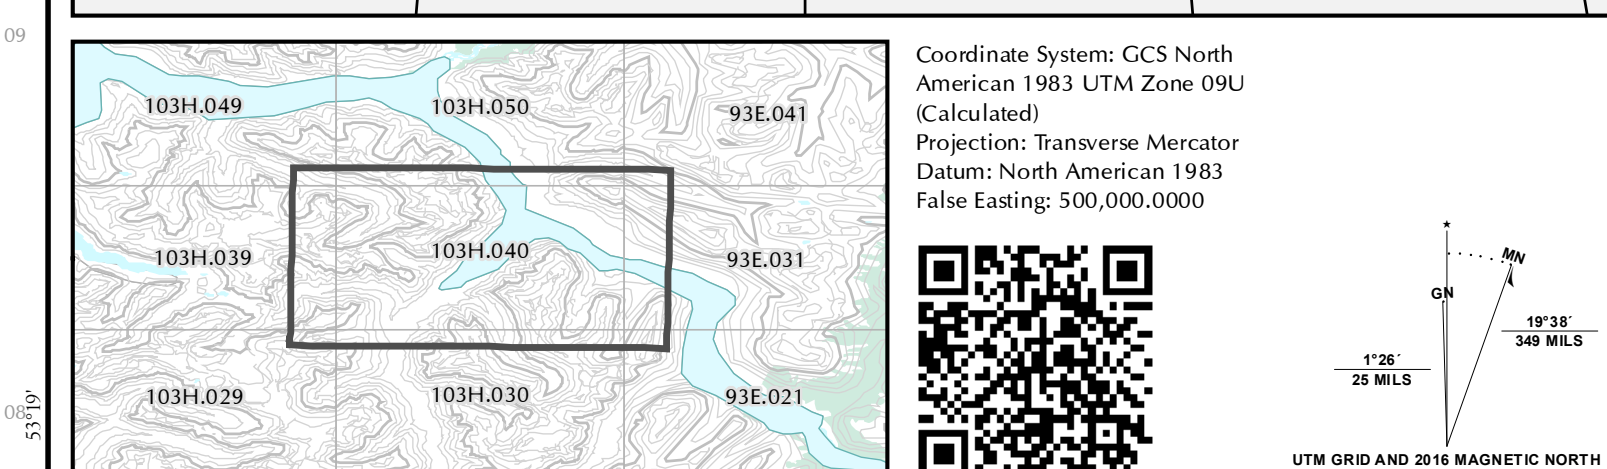 09
Coordinate System: GCS North
American 1983 UTM Zone 09U
(Calculated)
Projection: Transverse Mercator
Datum: North American 1983
False Easting: 500,000.0000
103H.049
103H.050
93E.041
103H.039
103H.040
93E.031
103H.029
103H.030
93E.021
08
53°19'
MN
GN
19°38´
349 MILS
1°26´
25 MILS
UTM GRID AND 2016 MAGNETIC NORTH